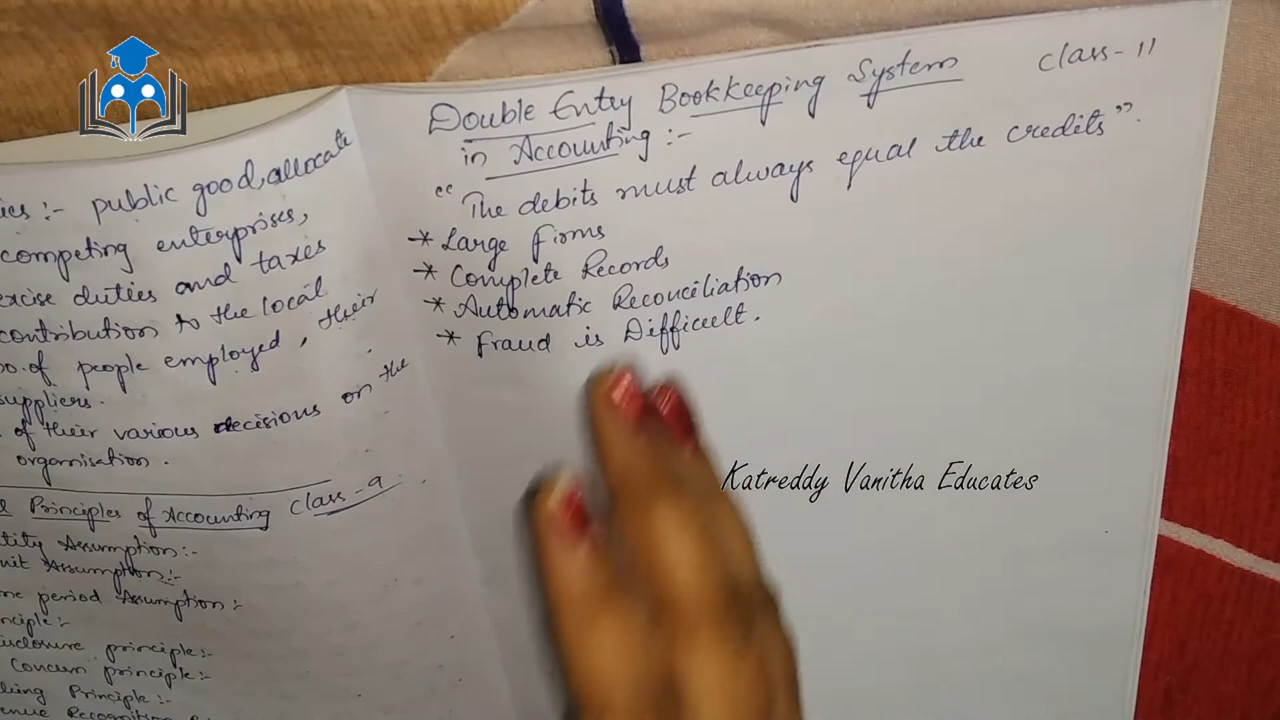 Double Entry Bookkeeping System class-11
in Accounting:-
"The debits must always equal the credits".
* Large Firms
* Complete Records
* Automatic Reconciliation
* Fraud is Difficult.
Katreddy Vanitha Educates
:- public good, allocate
competing enterprises,
duties and taxes
contribution to the local
of people employed, their
suppliers.
of their various decisions on the
organisation.
Principles of Accounting class-9
Assumption:-
Assumption:-
period Assumption:-
:-
principle:-
Concern principle:-
Principle:-
Recognition